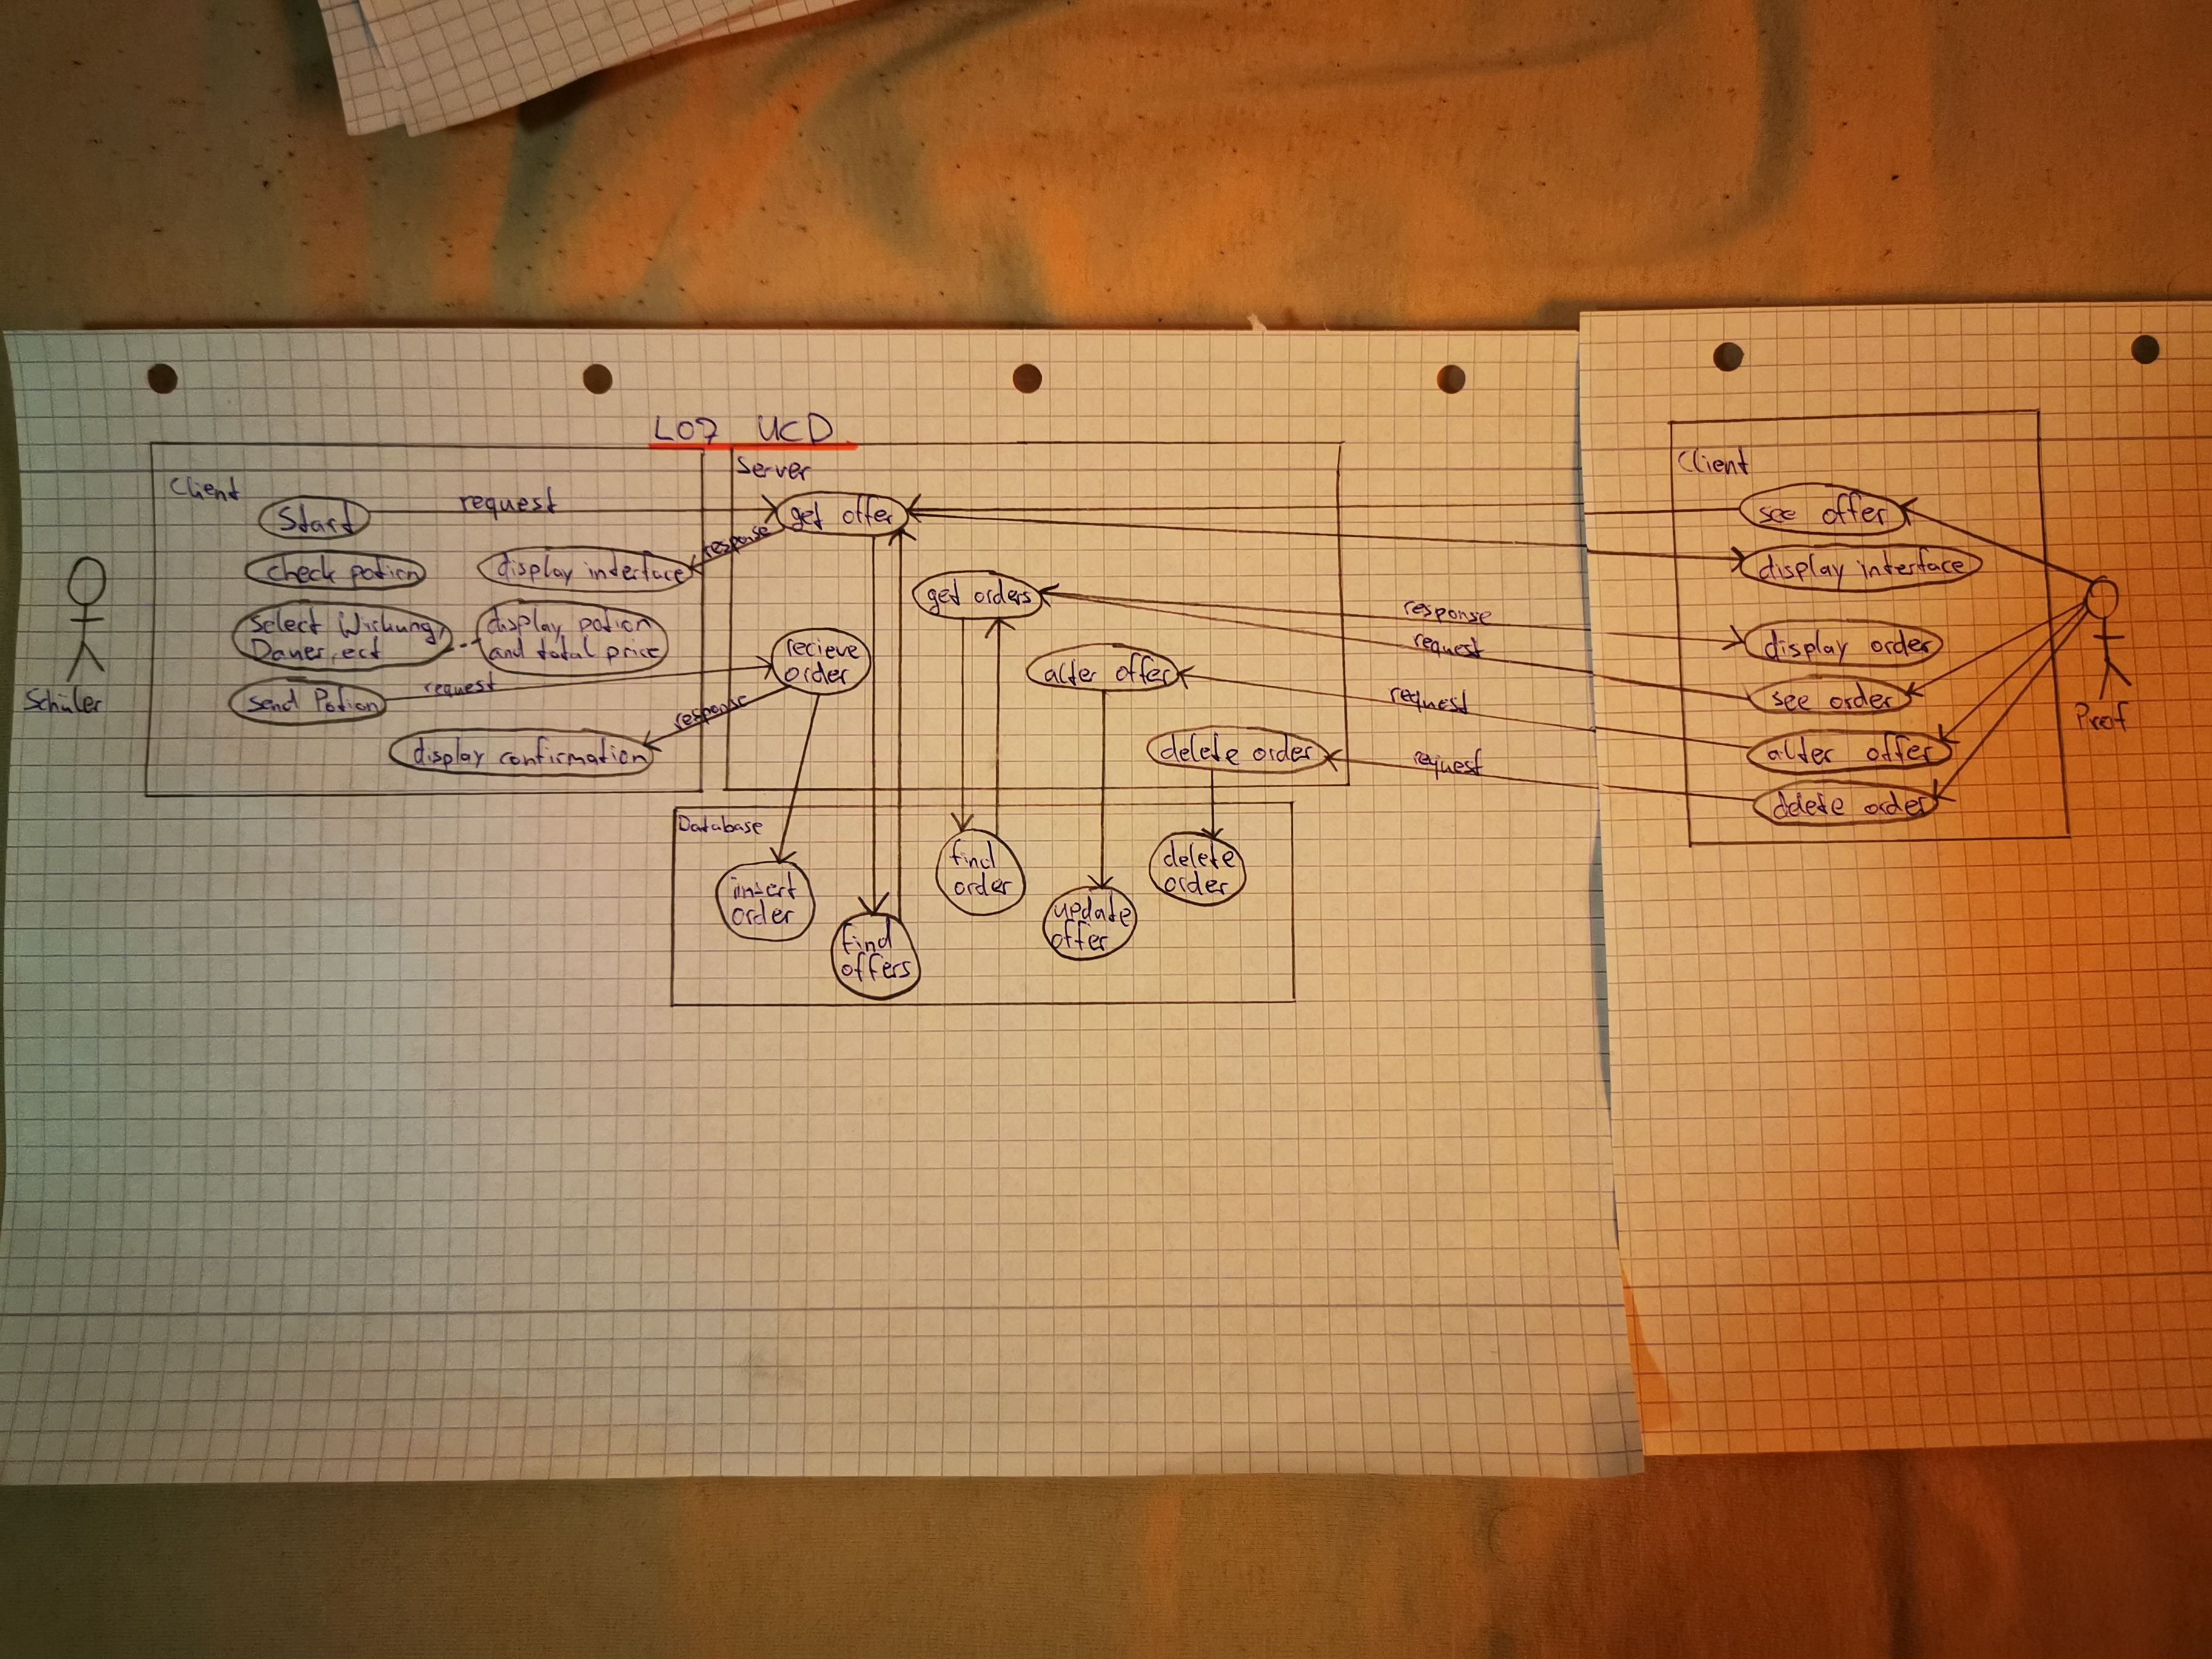 L07 UCD
Client
Start
request
check potion
display interface
response
Select Wirkung,
Dauer, ect
display potion
and total price
send Potion
request
response
display confirmation
Schüler
Server
get offer
get orders
recieve
order
alter offer
delete order
Database
insert
order
find
offers
find
order
update
offer
delete
order
response
request
request
request
Client
see offer
display interface
display order
see order
alter offer
delete order
Prof